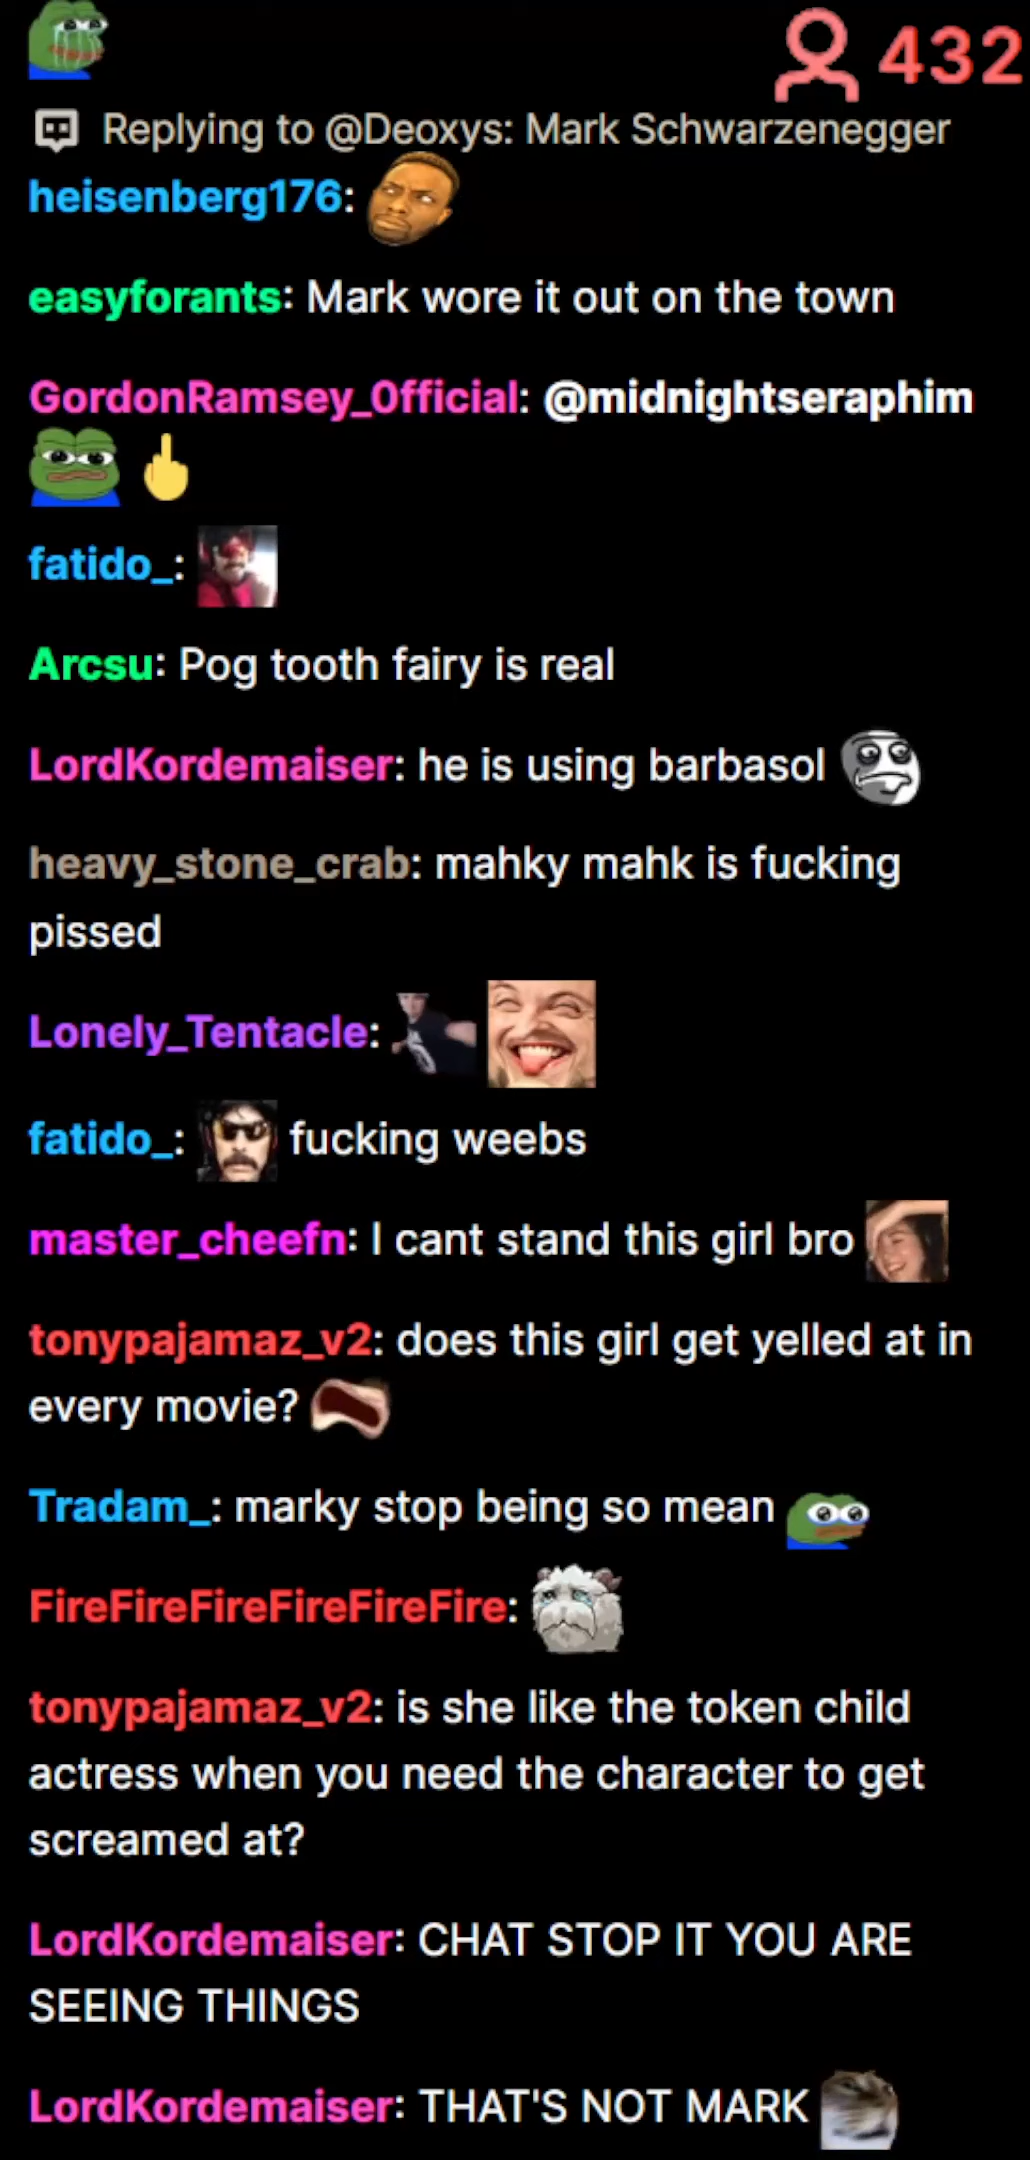 432
Replying to @Deoxys: Mark Schwarzenegger
heisenberg176:
easyforants: Mark wore it out on the town
GordonRamsey_0fficial: @midnightseraphim
fatido_:
Arcsu: Pog tooth fairy is real
LordKordemaiser: he is using barbasol
heavy_stone_crab: mahky mahk is fucking
pissed
Lonely_Tentacle:
fatido_: fucking weebs
master_cheefn: I cant stand this girl bro
tonypajamaz_v2: does this girl get yelled at in
every movie?
Tradam_: marky stop being so mean
FireFireFireFireFireFire:
tonypajamaz_v2: is she like the token child
actress when you need the character to get
screamed at?
LordKordemaiser: CHAT STOP IT YOU ARE
SEEING THINGS
LordKordemaiser: THAT'S NOT MARK